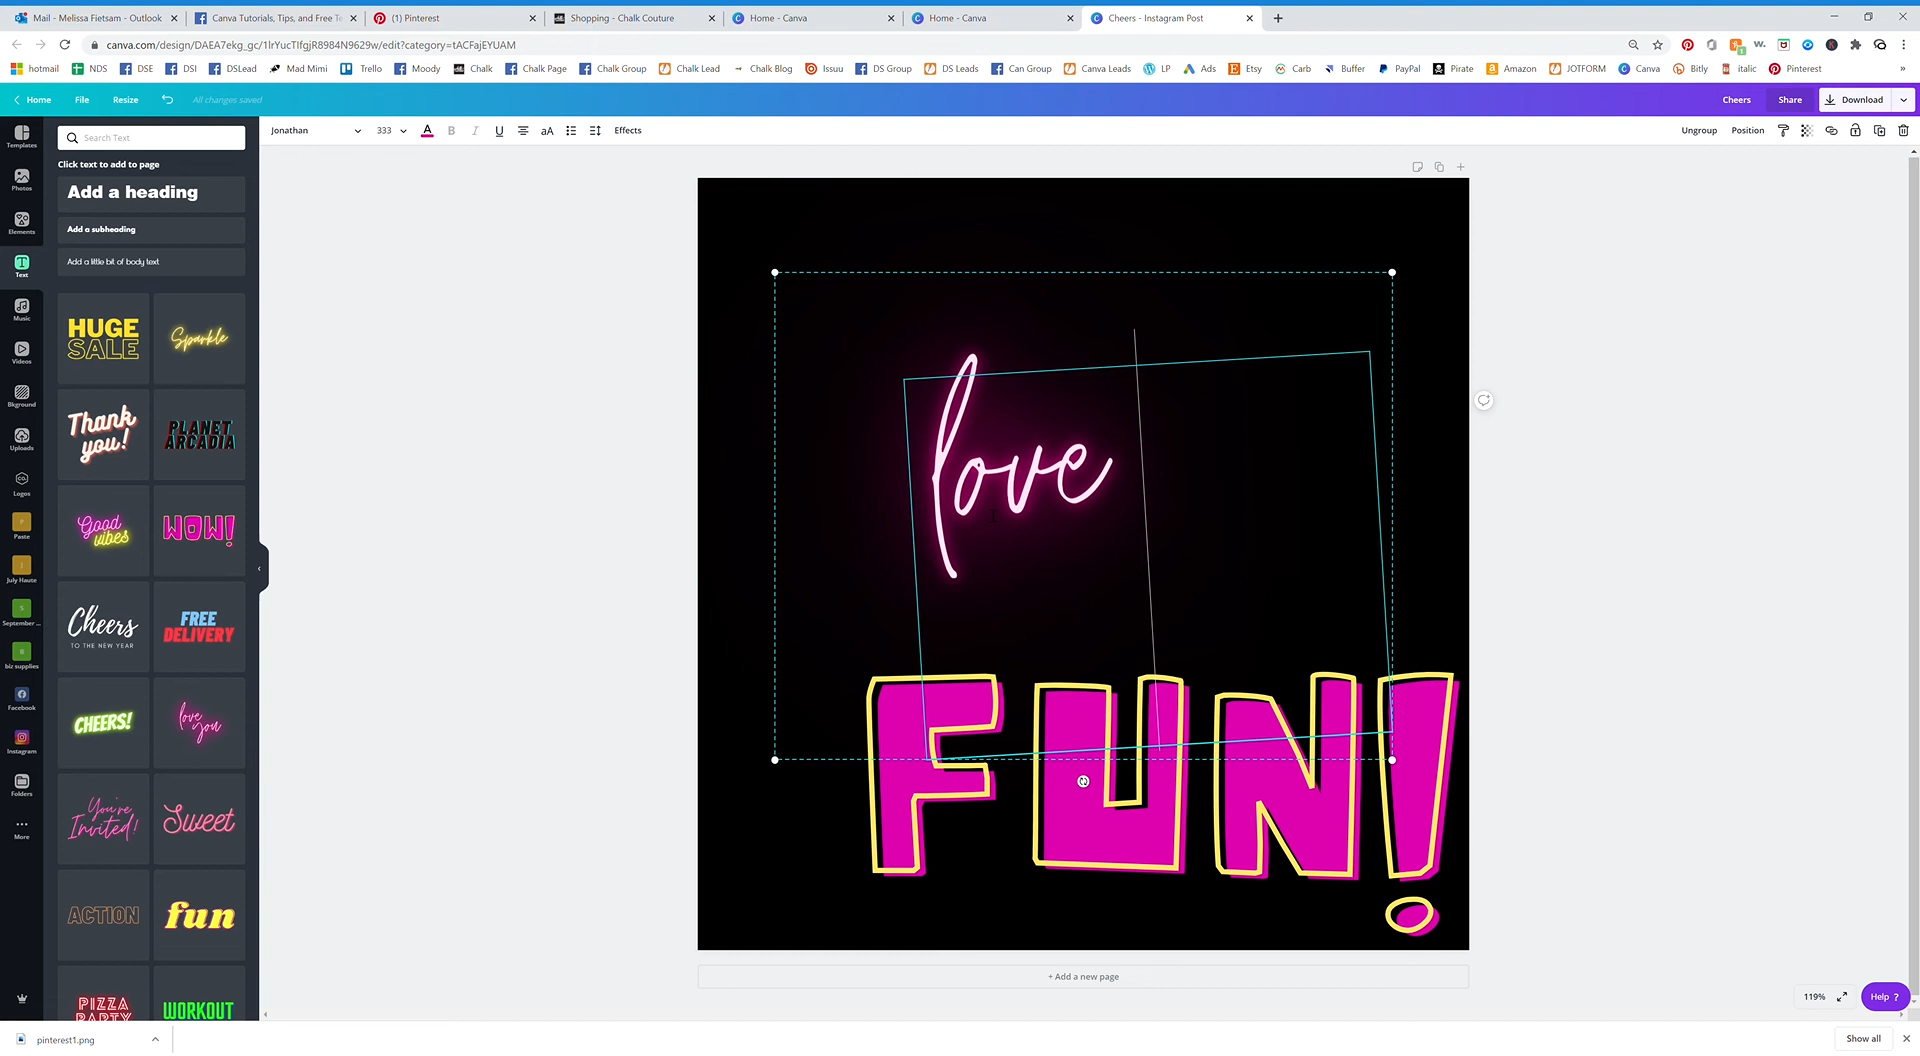 Mail - Melissa Fietsam - Outlook
Canva Tutorials, Tips, and Free Te
(1) Pinterest
Shopping - Chalk Couture
Home - Canva
Home - Canva
Cheers - Instagram Post
canva.com/design/DAEA7ekg_gc/1lrYucTIfgjR8984N9629w/edit?category=tACFajEYUAM
hotmail NDS DSE DSI DSLead Mad Mimi Trello Moody Chalk Chalk Page Chalk Group Chalk Lead Chalk Blog Issuu DS Group DS Leads Can Group Canva Leads LP Ads Etsy Carb Buffer PayPal Pirate Amazon JOTFORM Canva Bitly italic Pinterest
Home File Resize All changes saved Cheers Share Download
Jonathan 333 A B I U aA Effects Ungroup Position
Templates
Photos
Elements
Text
Music
Videos
Bkground
Uploads
Logos
Paste
July Haute
September ...
biz supplies
Facebook
Instagram
Folders
More
Search Text
Click text to add to page
Add a heading
Add a subheading
Add a little bit of body text
HUGE
SALE
Sparkle
Thank
you!
PLANET
ARCADIA
Good
vibes
WOW!
Cheers
TO THE NEW YEAR
FREE
DELIVERY
CHEERS!
love
you
You're
Invited!
Sweet
ACTION
fun
PIZZA
PARTY
WORKOUT
love
FUN!
+ Add a new page
119%
Help ?
pinterest1.png
Show all